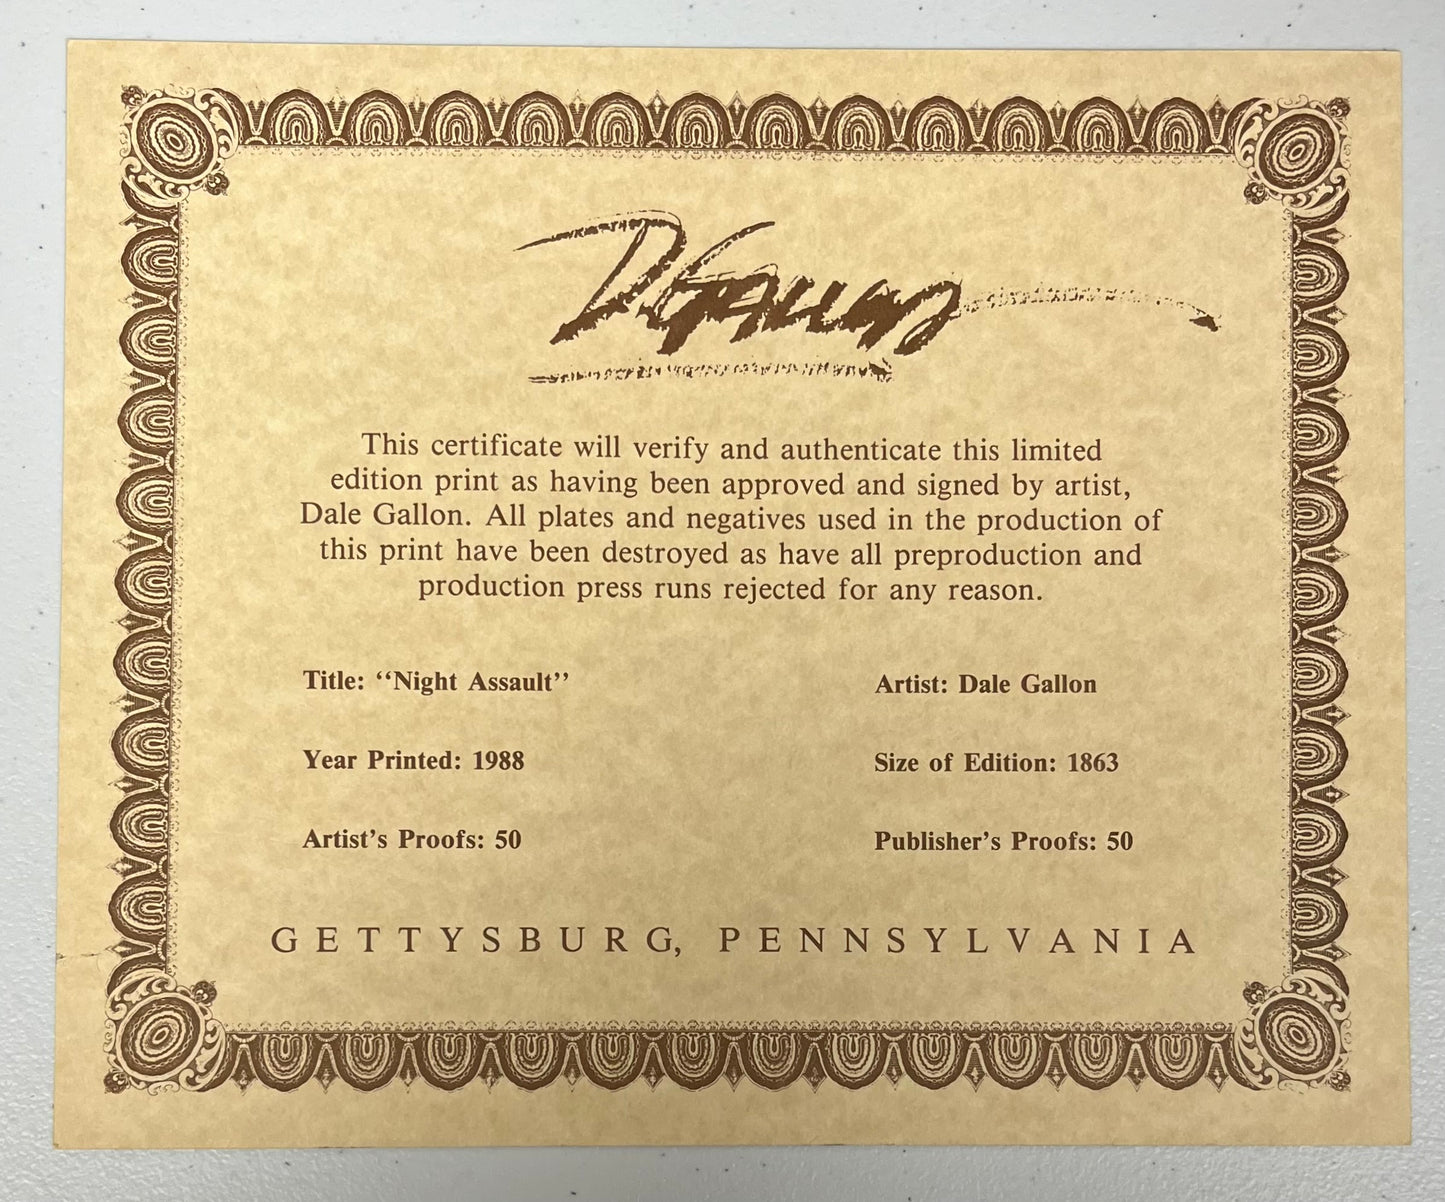 D Gallon
This certificate will verify and authenticate this limited
edition print as having been approved and signed by artist,
Dale Gallon. All plates and negatives used in the production of
this print have been destroyed as have all preproduction and
production press runs rejected for any reason.
Title: ‘‘Night Assault’’
Artist: Dale Gallon
Year Printed: 1988
Size of Edition: 1863
Artist's Proofs: 50
Publisher's Proofs: 50
GETTYSBURG, PENNSYLVANIA